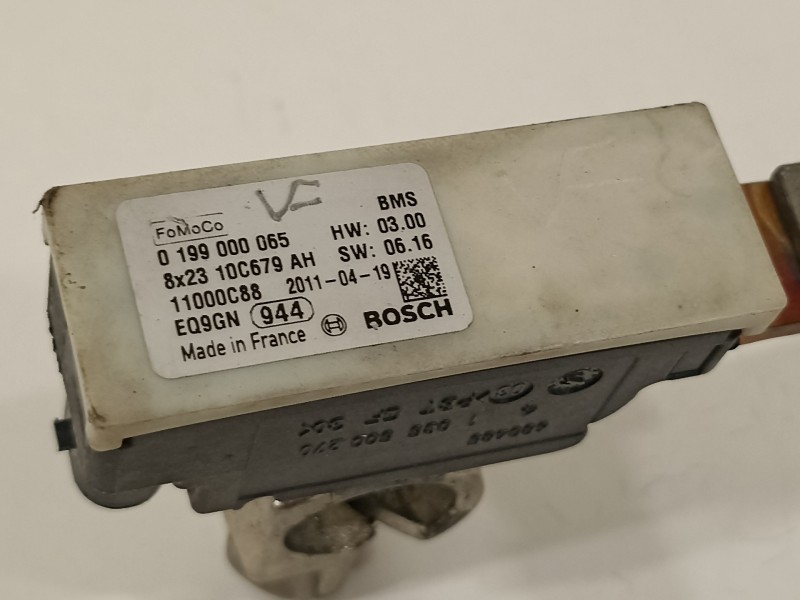 FoMoCo
BMS
0 199 000 065
HW: 03.00
8x23 10C679 AH
SW: 06.16
11000C88
2011-04-19
EQ9GN
944
BOSCH
Made in France